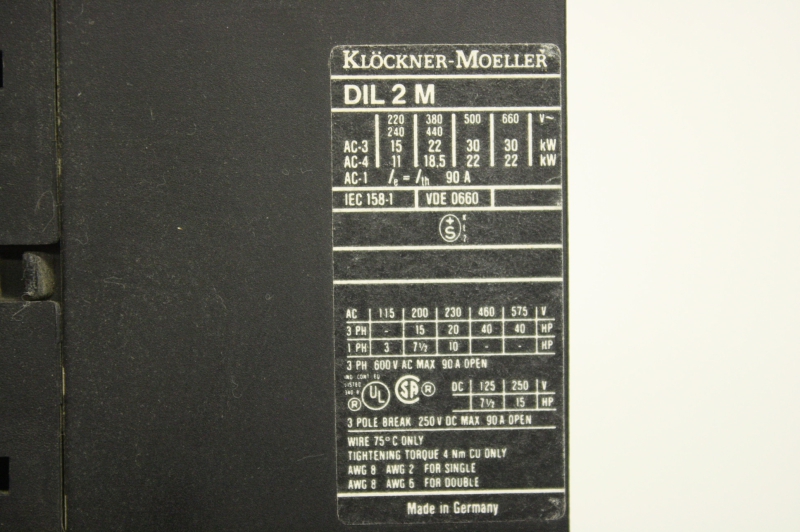 KLÖCKNER-MOELLER
DIL 2 M
220 380 500 660 V~
240 440
AC-3 15 22 30 30 kW
AC-4 11 18,5 22 22 kW
AC-1 Ie = Ith 90 A
IEC 158-1 VDE 0660
+
S
AC 115 200 230 460 575 V
3 PH - 15 20 40 40 HP
1 PH 3 7½ 10 - - HP
3 PH 600 V AC MAX 90 A OPEN
IND CONT EQ
LISTED
® UL SA ® DC 125 250 V
7½ 15 HP
3 POLE BREAK 250 V DC MAX 90 A OPEN
WIRE 75° C ONLY
TIGHTENING TORQUE 4 Nm CU ONLY
AWG 8 AWG 2 FOR SINGLE
AWG 8 AWG 6 FOR DOUBLE
Made in Germany